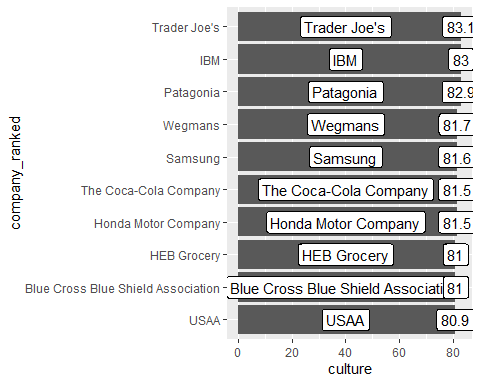 company_ranked
Trader Joe's Trader Joe's 83.1
IBM IBM 83
Patagonia Patagonia 82.9
Wegmans Wegmans 81.7
Samsung Samsung 81.6
The Coca-Cola Company The Coca-Cola Company 81.5
Honda Motor Company Honda Motor Company 81.5
HEB Grocery HEB Grocery 81
Blue Cross Blue Shield Association Blue Cross Blue Shield Associati 81
USAA USAA 80.9
0 20 40 60 80
culture